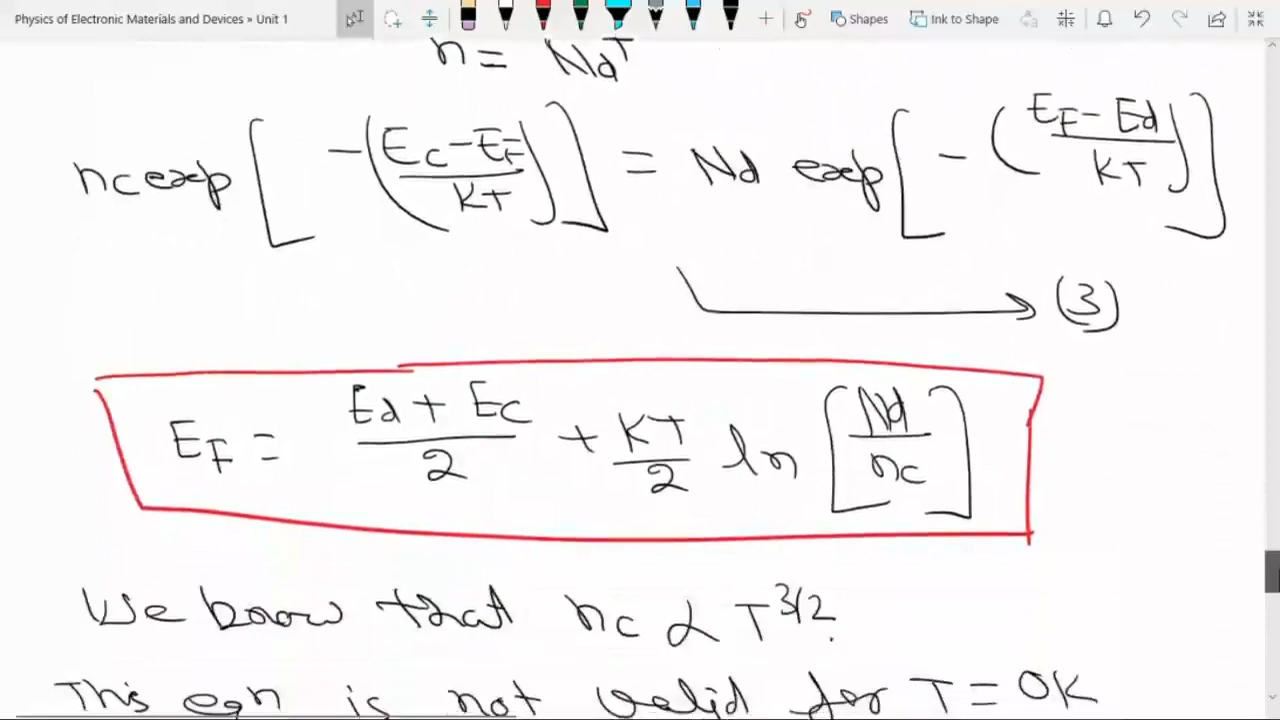 Physics of Electronic Materials and Devices » Unit 1
Shapes Ink to Shape
n = Nd⁺
nc exp [ -( (Ec - EF) / KT ) ] = Nd exp [ -( (EF - Ed) / KT ) ]
(3)
EF = (Ed + Ec) / 2 + KT / 2 ln [ Nd / nc ]
We know that nc α T^3/2.
This eqn is not valid for T = 0K